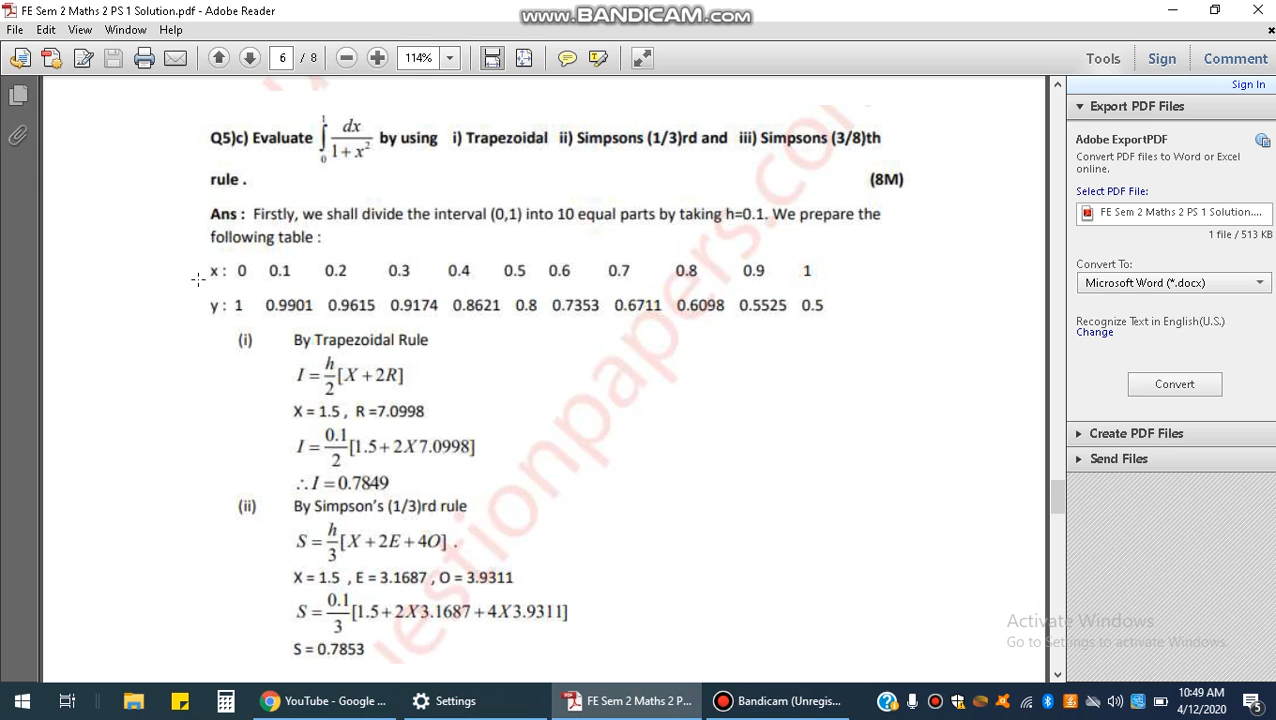 FE Sem 2 Maths 2 PS 1 Solution.pdf - Adobe Reader
www.BANDICAM.com
File Edit View Window Help
6 / 8 114% Tools Sign Comment
Sign In
Export PDF Files
Adobe ExportPDF
Convert PDF files to Word or Excel online.
Select PDF File:
FE Sem 2 Maths 2 PS 1 Solution....
1 file / 513 KB
Convert To:
Microsoft Word (*.docx)
Recognize Text in English(U.S.)
Change
Convert
Create PDF Files
Send Files
Q5)c) Evaluate ∫₀¹ dx/(1 + x²) by using i) Trapezoidal ii) Simpsons (1/3)rd and iii) Simpsons (3/8)th
rule . (8M)
Ans : Firstly, we shall divide the interval (0,1) into 10 equal parts by taking h=0.1. We prepare the
following table :
x : 0 0.1 0.2 0.3 0.4 0.5 0.6 0.7 0.8 0.9 1
y : 1 0.9901 0.9615 0.9174 0.8621 0.8 0.7353 0.6711 0.6098 0.5525 0.5
(i) By Trapezoidal Rule
I = h/2 [X + 2R]
X = 1.5 , R =7.0998
I = 0.1/2 [1.5 + 2X7.0998]
∴I = 0.7849
(ii) By Simpson's (1/3)rd rule
S = h/3 [X + 2E + 4O] .
X = 1.5 , E = 3.1687 , O = 3.9311
S = 0.1/3 [1.5 + 2X3.1687 + 4X3.9311]
S = 0.7853
estionpapers.com
Activate Windows
Go to Settings to activate Windows.
YouTube - Google ...
Settings
FE Sem 2 Maths 2 P...
Bandicam (Unregis...
10:49 AM
4/12/2020
5